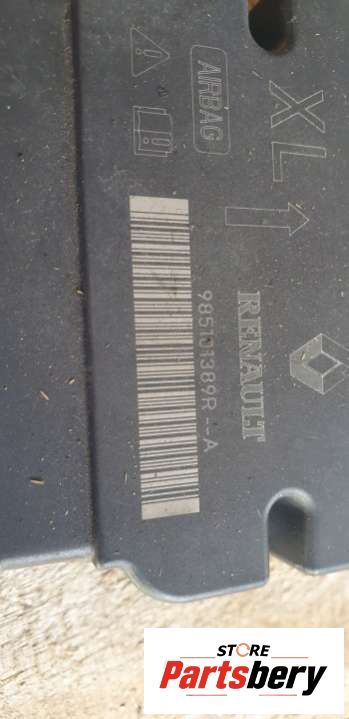 AIRBAG
XL
RENAULT
985101389R--A
STORE
Partsbery